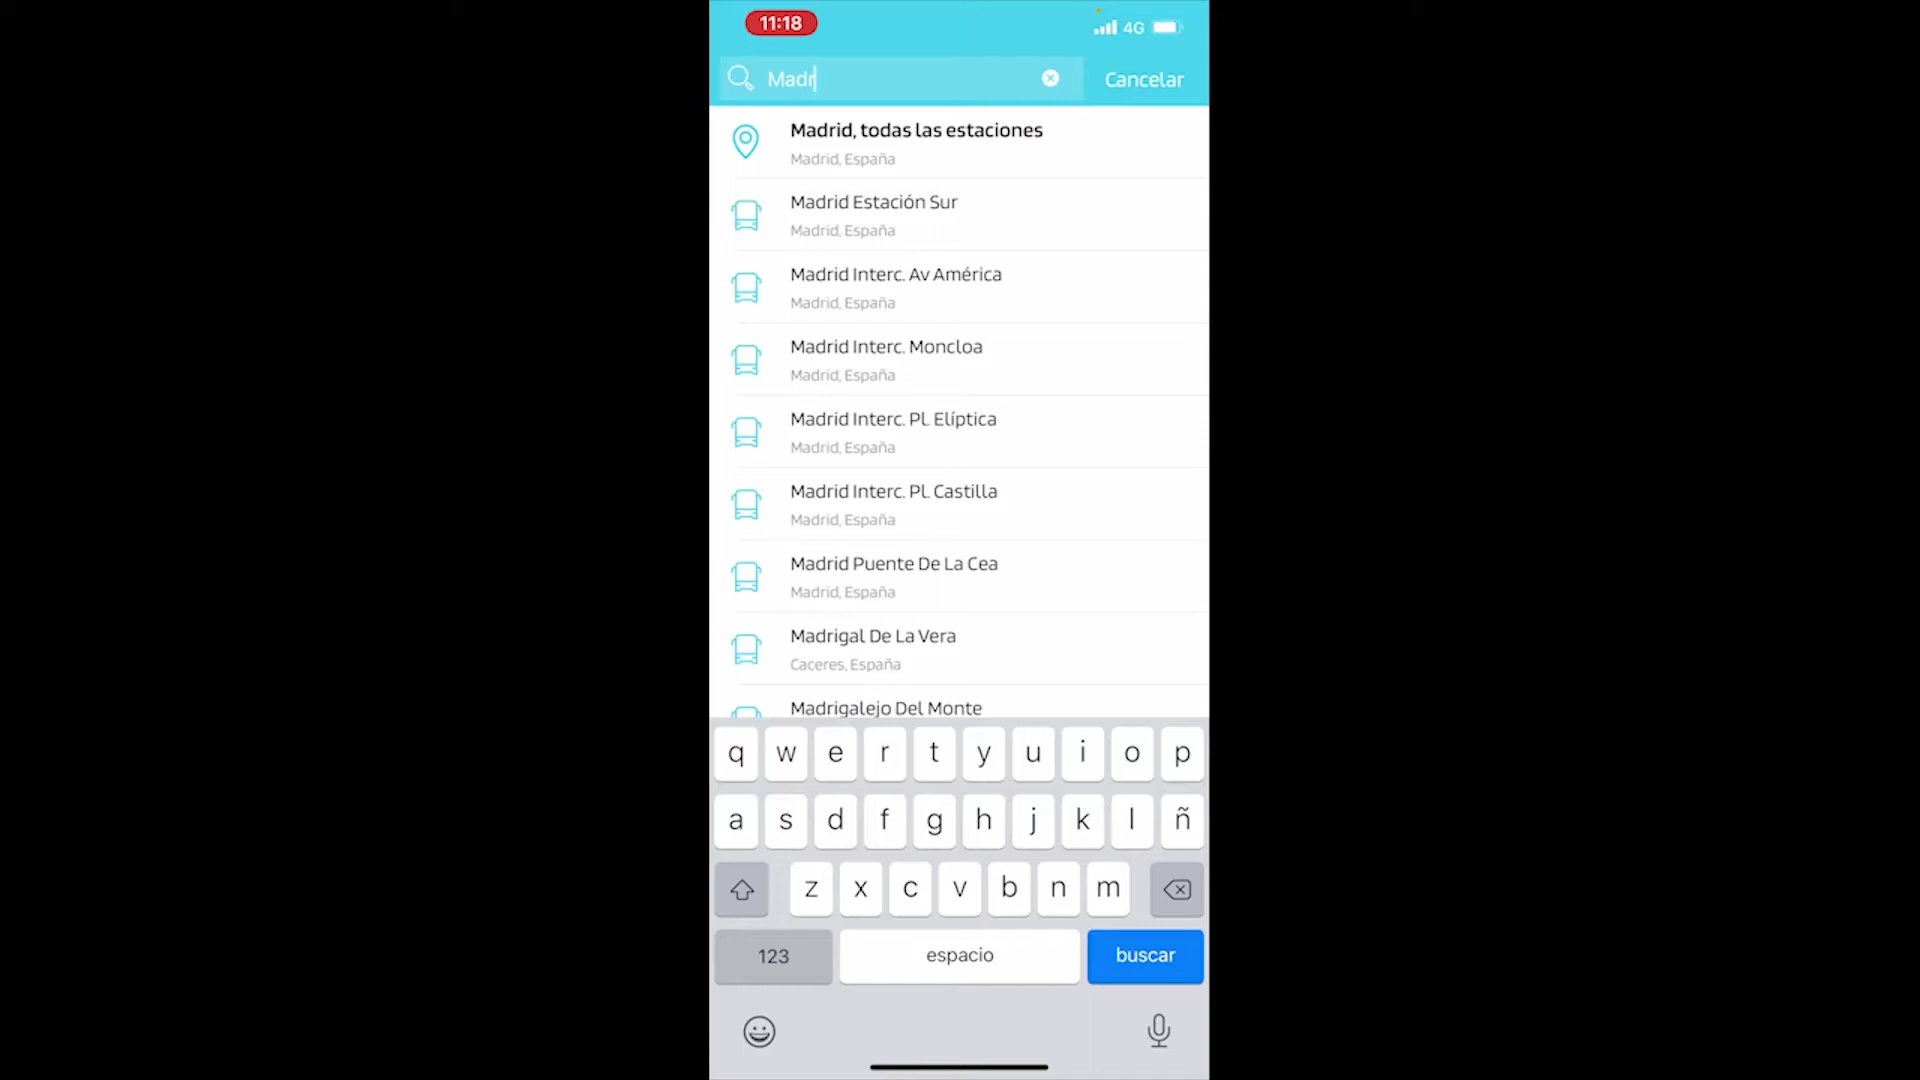 11:18
4G
Madr
Cancelar
Madrid, todas las estaciones
Madrid, España
Madrid Estación Sur
Madrid, España
Madrid Interc. Av América
Madrid, España
Madrid Interc. Moncloa
Madrid, España
Madrid Interc. Pl. Elíptica
Madrid, España
Madrid Interc. Pl. Castilla
Madrid, España
Madrid Puente De La Cea
Madrid, España
Madrigal De La Vera
Caceres, España
Madrigalejo Del Monte
q w e r t y u i o p
a s d f g h j k l ñ
z x c v b n m
123 espacio buscar